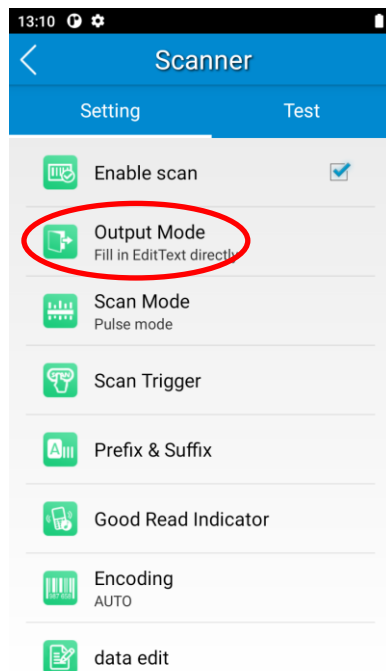 13:10
Scanner
Setting
Test
Enable scan
Output Mode
Fill in EditText directly
Scan Mode
Pulse mode
Scan Trigger
Prefix & Suffix
Good Read Indicator
Encoding
AUTO
data edit